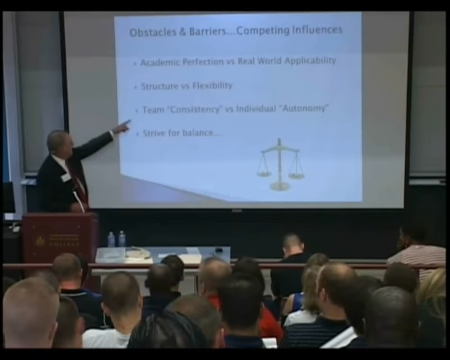 Obstacles & Barriers...Competing Influences
Academic Perfection vs Real World Applicability
Structure vs Flexibility
Team "Consistency" vs Individual "Autonomy"
Strive for balance...